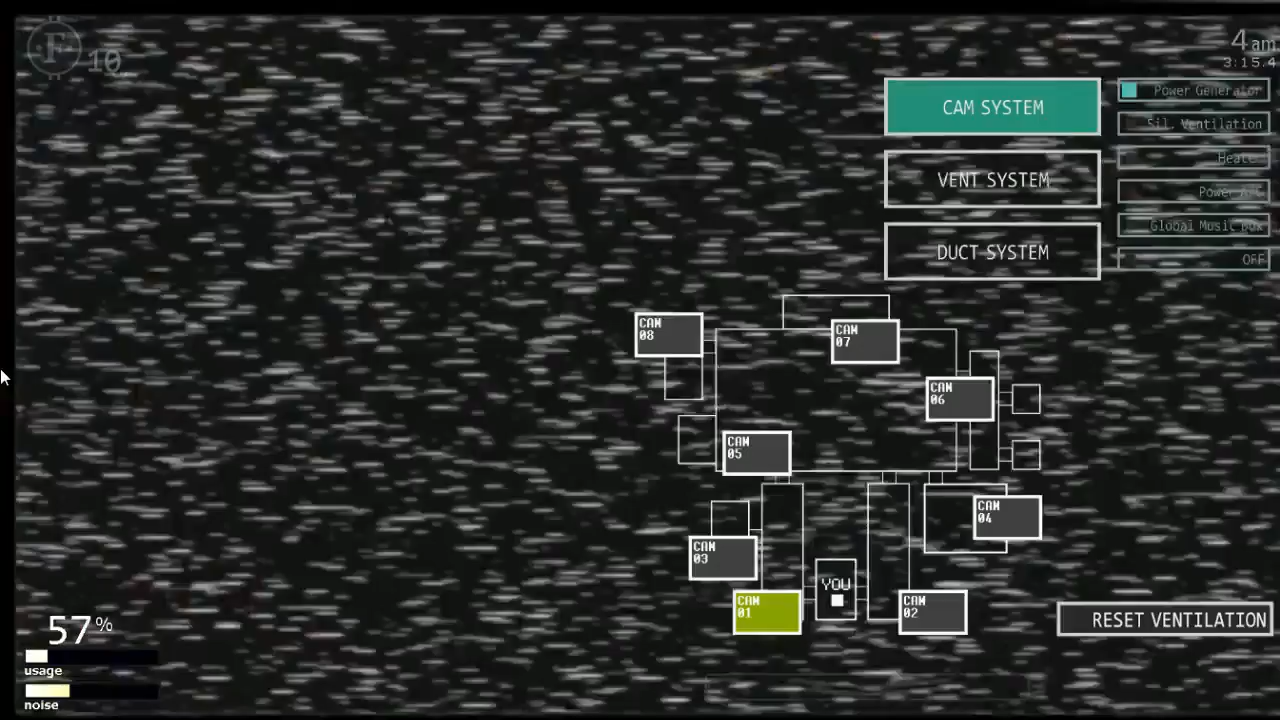 F 10
4 am
3:15.4
CAM SYSTEM
Power Generator
Sil. Ventilation
VENT SYSTEM
Heater
Power A/C
Global Music Box
DUCT SYSTEM
OFF
CAM
08
CAM
07
CAM
06
CAM
05
CAM
04
CAM
03
YOU
CAM
01
CAM
02
RESET VENTILATION
57%
usage
noise